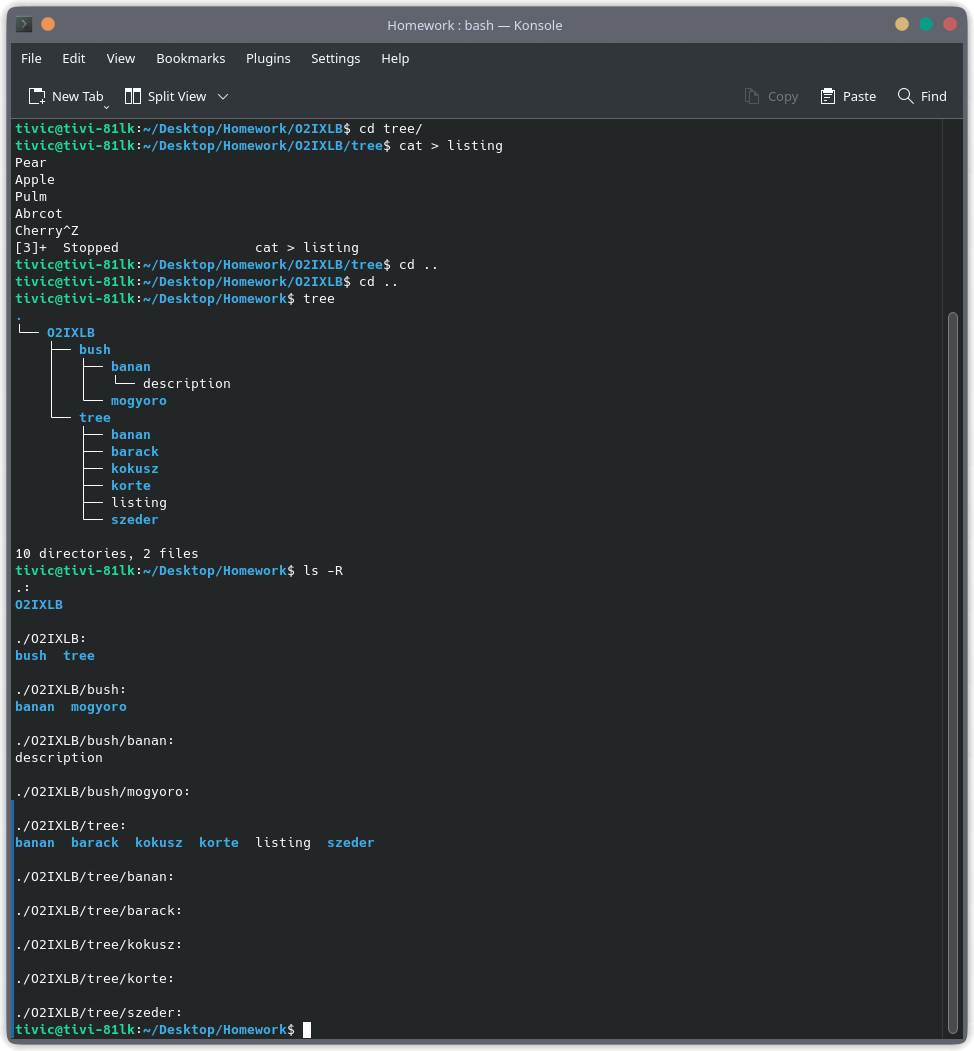 Homework : bash — Konsole
File Edit View Bookmarks Plugins Settings Help
New Tab Split View Copy Paste Find
tivic@tivi-81lk:~/Desktop/Homework/O2IXLB$ cd tree/
tivic@tivi-81lk:~/Desktop/Homework/O2IXLB/tree$ cat > listing
Pear
Apple
Pulm
Abrcot
Cherry^Z
[3]+  Stopped                 cat > listing
tivic@tivi-81lk:~/Desktop/Homework/O2IXLB/tree$ cd ..
tivic@tivi-81lk:~/Desktop/Homework/O2IXLB$ cd ..
tivic@tivi-81lk:~/Desktop/Homework$ tree
.
└── O2IXLB
    ├── bush
    │   ├── banan
    │   │   └── description
    │   └── mogyoro
    └── tree
        ├── banan
        ├── barack
        ├── kokusz
        ├── korte
        ├── listing
        └── szeder
10 directories, 2 files
tivic@tivi-81lk:~/Desktop/Homework$ ls -R
.:
O2IXLB
./O2IXLB:
bush  tree
./O2IXLB/bush:
banan  mogyoro
./O2IXLB/bush/banan:
description
./O2IXLB/bush/mogyoro:
./O2IXLB/tree:
banan  barack  kokusz  korte  listing  szeder
./O2IXLB/tree/banan:
./O2IXLB/tree/barack:
./O2IXLB/tree/kokusz:
./O2IXLB/tree/korte:
./O2IXLB/tree/szeder:
tivic@tivi-81lk:~/Desktop/Homework$